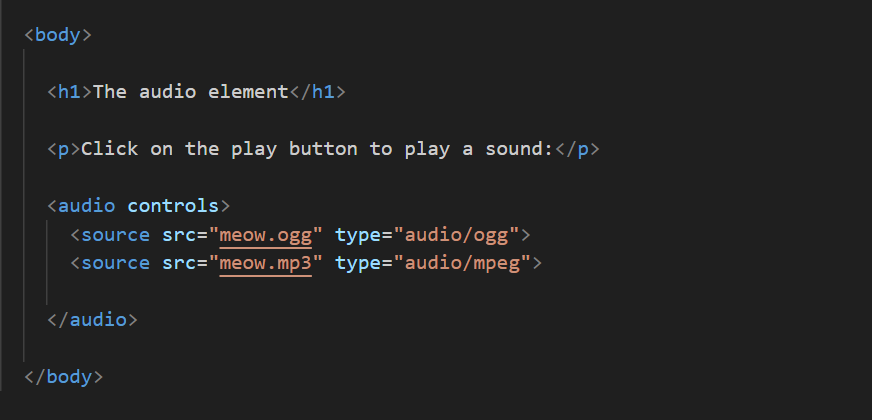 <body>
<h1>The audio element</h1>
<p>Click on the play button to play a sound:</p>
<audio controls>
<source src="meow.ogg" type="audio/ogg">
<source src="meow.mp3" type="audio/mpeg">
</audio>
</body>